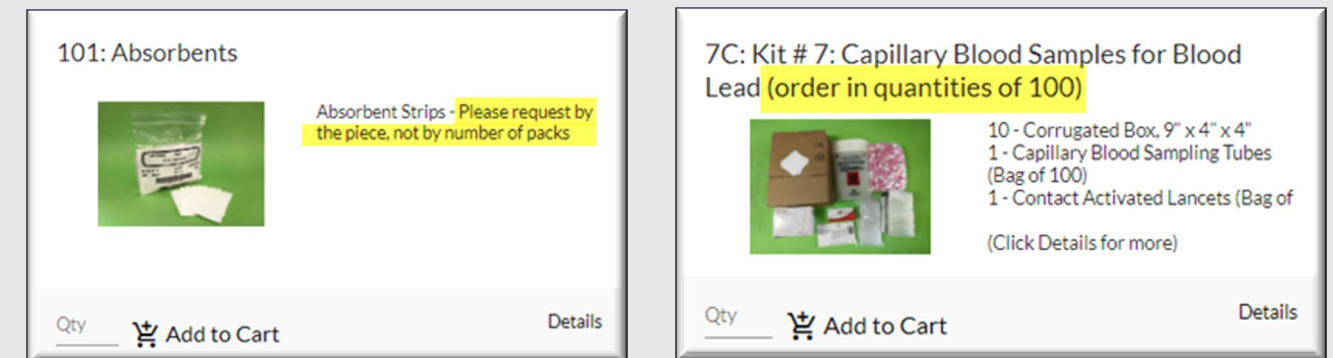 101: Absorbents
Absorbent Strips - Please request by
the piece, not by number of packs
Qty
Add to Cart
Details
7C: Kit # 7: Capillary Blood Samples for Blood
Lead (order in quantities of 100)
10 - Corrugated Box, 9" x 4" x 4"
1 - Capillary Blood Sampling Tubes
(Bag of 100)
1 - Contact Activated Lancets (Bag of
(Click Details for more)
Qty
Add to Cart
Details